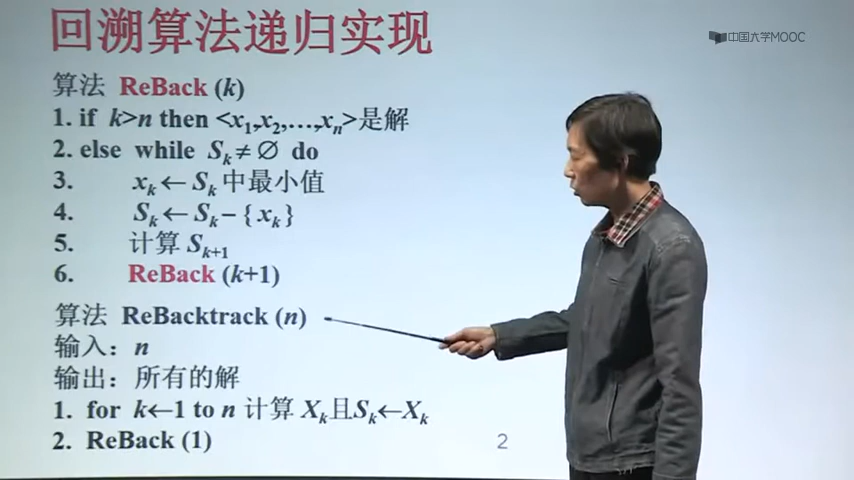 回溯算法递归实现
中国大学MOOC
算法 ReBack (k)
1. if k>n then <x₁,x₂,…,xₙ>是解
2. else while Sₖ ≠ ∅ do
3. xₖ ← Sₖ 中最小值
4. Sₖ ← Sₖ – { xₖ }
5. 计算 Sₖ₊₁
6. ReBack (k+1)
算法 ReBacktrack (n)
输入：n
输出：所有的解
1. for k←1 to n 计算 Xₖ且Sₖ←Xₖ
2. ReBack (1)
2